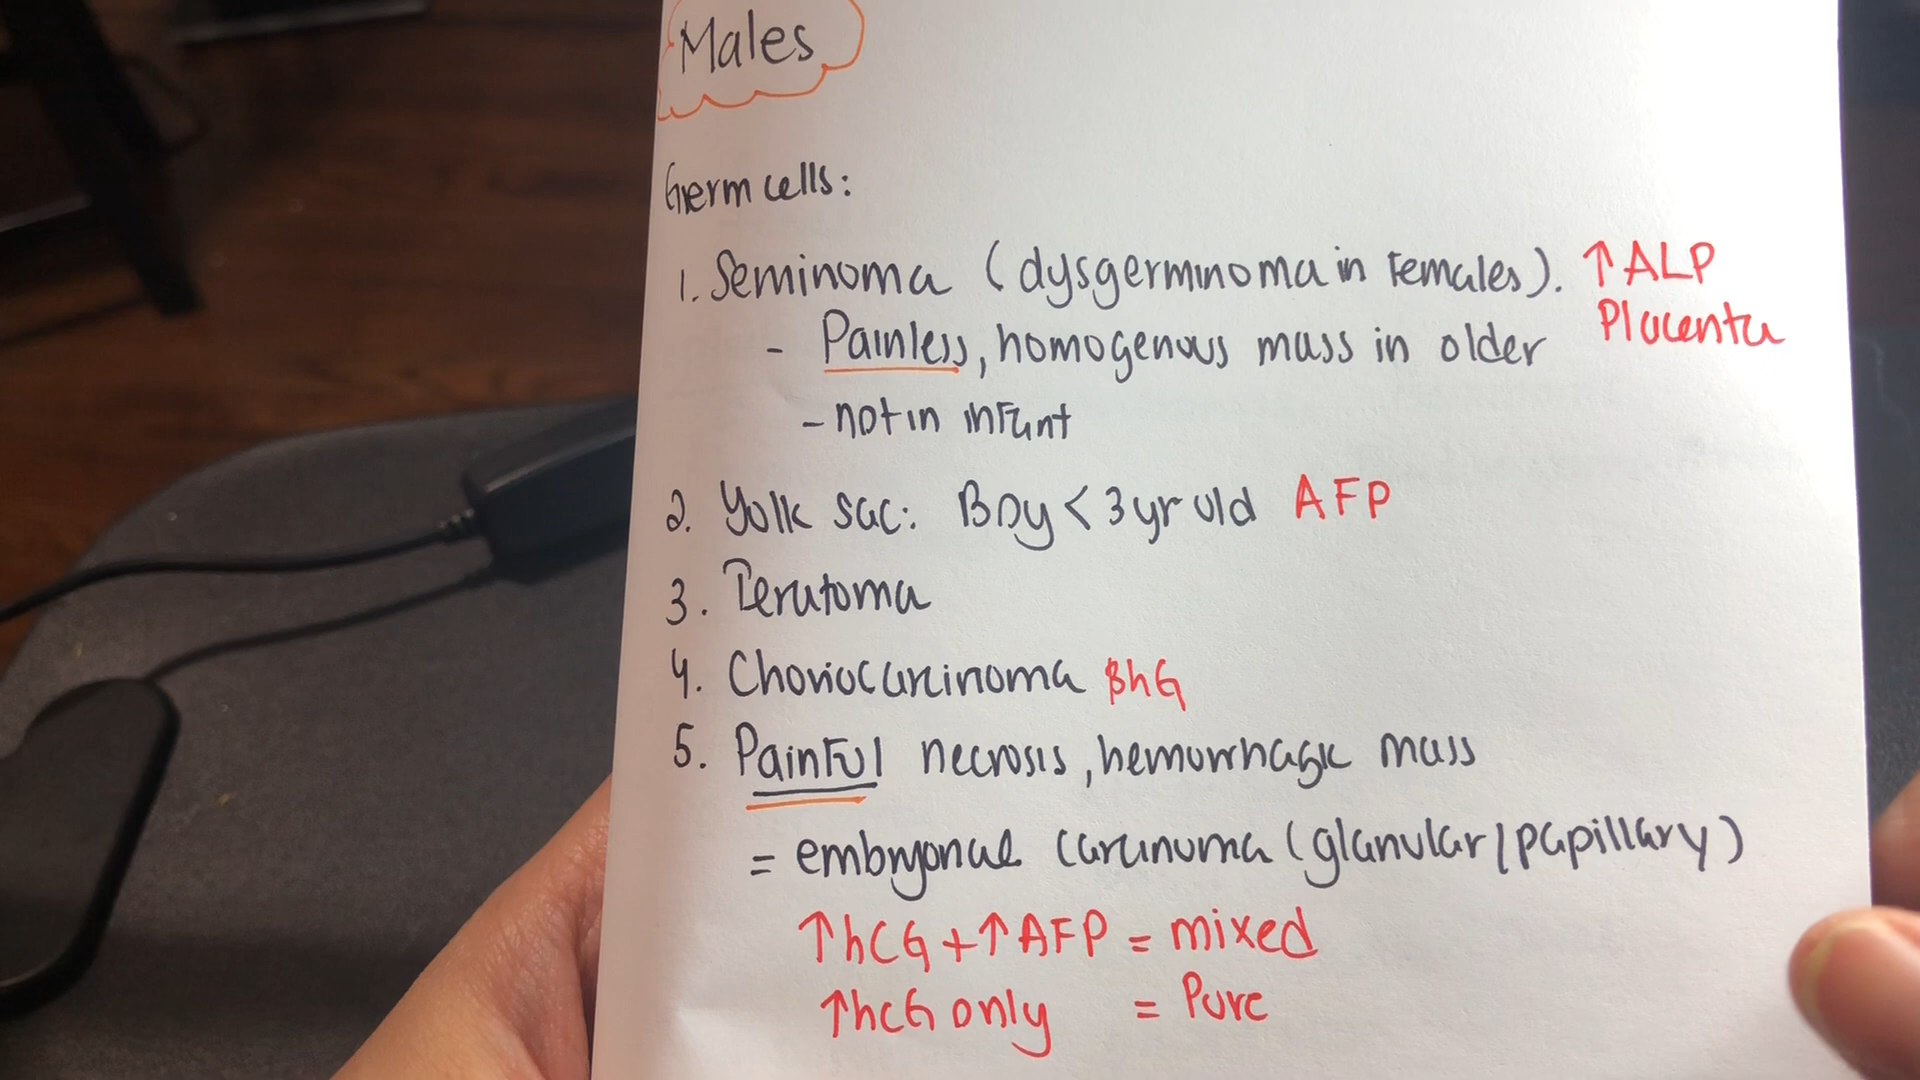 Males
Germ cells:
1. Seminoma (dysgerminoma in Females). ↑ALP
Placenta
- Painless, homogenous mass in older
- not in infant
2. Yolk sac: Boy < 3 yr old AFP
3. Teratoma
4. Choriocarcinoma βhG
5. Painful necrosis, hemorrhagic mass
= embryonal carcinoma (glanular/papillary)
↑hCG + ↑AFP = mixed
↑hCG only = Pure